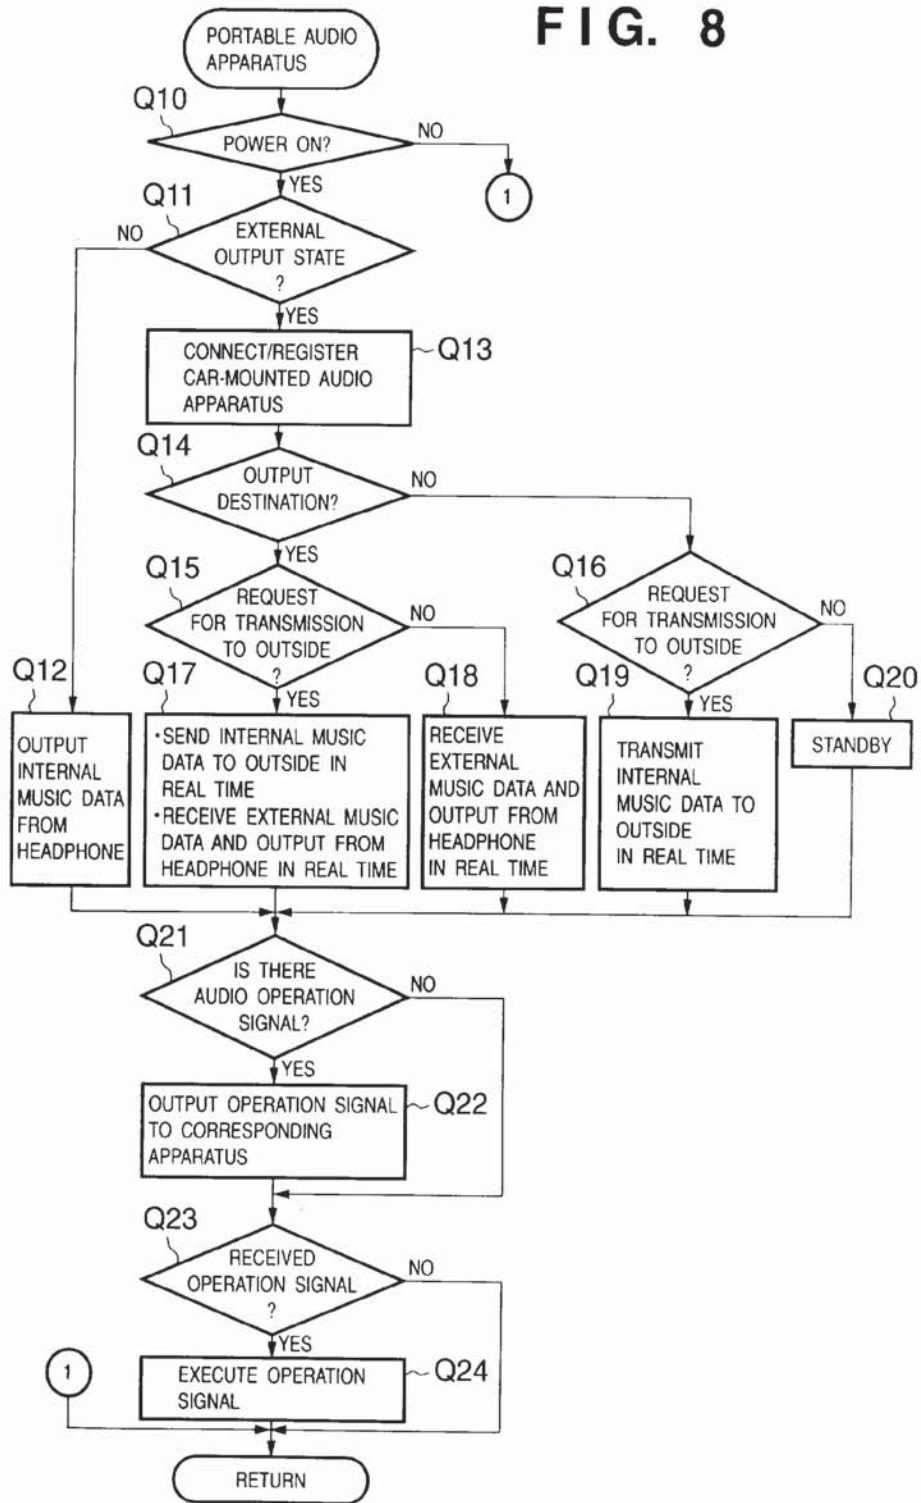 FIG. 8
PORTABLE AUDIO
APPARATUS
Q10
POWER ON?
NO
1
YES
Q11
NO
EXTERNAL
OUTPUT STATE
?
YES
CONNECT/REGISTER
CAR-MOUNTED AUDIO
APPARATUS
Q13
Q14
OUTPUT
DESTINATION?
NO
YES
Q15
REQUEST
FOR TRANSMISSION
TO OUTSIDE
?
NO
YES
Q16
REQUEST
FOR TRANSMISSION
TO OUTSIDE
?
NO
YES
Q12
OUTPUT
INTERNAL
MUSIC DATA
FROM
HEADPHONE
Q17
•SEND INTERNAL MUSIC
DATA TO OUTSIDE IN
REAL TIME
•RECEIVE EXTERNAL MUSIC
DATA AND OUTPUT FROM
HEADPHONE IN REAL TIME
Q18
RECEIVE
EXTERNAL
MUSIC DATA AND
OUTPUT FROM
HEADPHONE
IN REAL TIME
Q19
TRANSMIT
INTERNAL
MUSIC DATA TO
OUTSIDE
IN REAL TIME
Q20
STANDBY
Q21
IS THERE
AUDIO OPERATION
SIGNAL?
NO
YES
OUTPUT OPERATION SIGNAL
TO CORRESPONDING
APPARATUS
Q22
Q23
RECEIVED
OPERATION SIGNAL
?
NO
YES
1
EXECUTE OPERATION
SIGNAL
Q24
RETURN